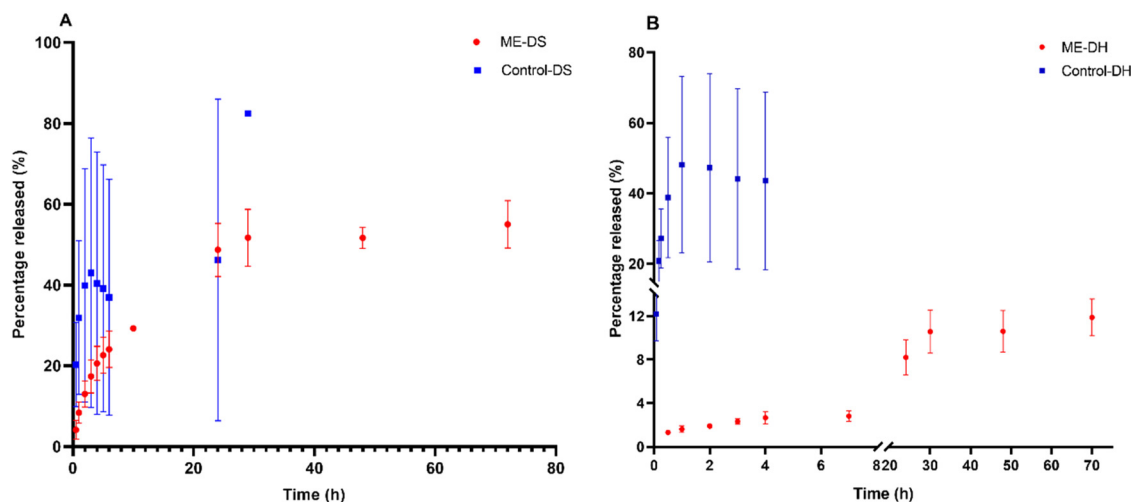 A
ME-DS
Control-DS
Percentage released (%)
100
80
60
40
20
0
0 20 40 60 80
Time (h)
B
ME-DH
Control-DH
Percentage released (%)
80
60
40
20
12
8
4
0
0 2 4 6 8 20 30 40 50 60 70
Time (h)